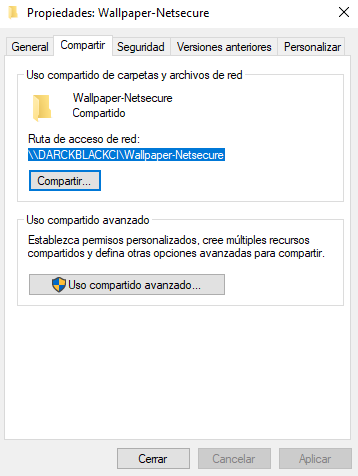 Propiedades: Wallpaper-Netsecure
General Compartir Seguridad Versiones anteriores Personalizar
Uso compartido de carpetas y archivos de red
Wallpaper-Netsecure
Compartido
Ruta de acceso de red:
\\DARCKBLACKCI\Wallpaper-Netsecure
Compartir...
Uso compartido avanzado
Establezca permisos personalizados, cree múltiples recursos
compartidos y defina otras opciones avanzadas para compartir.
Uso compartido avanzado...
Cerrar Cancelar Aplicar